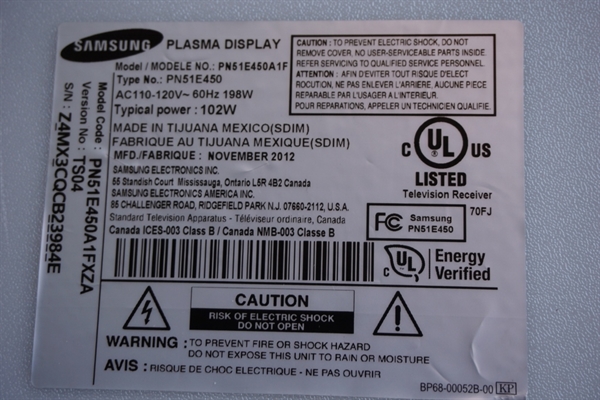 SAMSUNG
PLASMA DISPLAY
Model / MODELE NO.: PN51E450A1F
Type No.: PN51E450
AC110-120V~ 60Hz 198W
Typical power : 102W
MADE IN TIJUANA MEXICO(SDIM)
FABRIQUE AU TIJUANA MEXIQUE(SDIM)
MFD./FABRIQUE : NOVEMBER 2012
SAMSUNG ELECTRONICS INC.
55 Standish Court Mississauga, Ontario L5R 4B2 Canada
SAMSUNG ELECTRONICS AMERICA INC.
85 CHALLENGER ROAD, RIDGEFIELD PARK N.J. 07660-2112, U.S.A.
Standard Television Apparatus - Téléviseur ordinaire, Canada
Canada ICES-003 Class B / Canada NMB-003 Classe B
CAUTION : TO PREVENT ELECTRIC SHOCK, DO NOT
REMOVE COVER. NO USER-SERVICEABLE PARTS INSIDE.
REFER SERVICING TO QUALIFIED SERVICE PERSONNEL.
ATTENTION : AFIN D'EVITER TOUT RISQUE D'ELECT
ROCUTION, NE PAS ENLEVER L'ARRIÈRE, AUCUNE PIECE
REPARABLE PAR L'USAGER A L'INTERIEUR.
POUR REPARATIONS, APPELER UN TECHNICIEN QUALIFIE.
C UL US
LISTED
Television Receiver
70FJ
FC Samsung
PN51E450
UL Energy
Verified
Model Code : PN51E450A1FXZA
Version No : TS04
S/N : Z4MX3CQCB23984E
CAUTION
RISK OF ELECTRIC SHOCK
DO NOT OPEN
WARNING : TO PREVENT FIRE OR SHOCK HAZARD
DO NOT EXPOSE THIS UNIT TO RAIN OR MOISTURE
AVIS : RISQUE DE CHOC ELECTRIQUE - NE PAS OUVRIR
BP68-00052B-00 KP